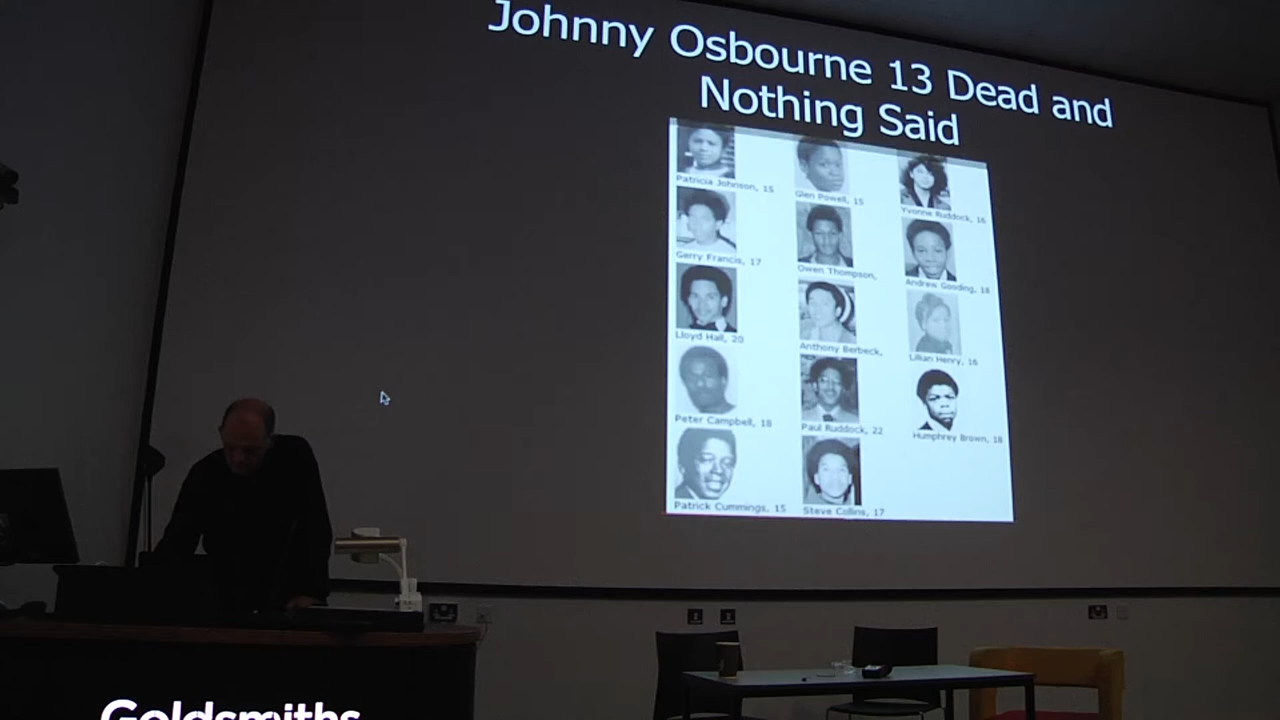 Johnny Osbourne 13 Dead and
Nothing Said
Patricia Johnson, 15
Glen Powell, 15
Yvonne Ruddock, 16
Gerry Francis, 17
Owen Thompson,
Andrew Gooding, 18
Lloyd Hall, 20
Anthony Berbeck,
Lillian Henry, 16
Peter Campbell, 18
Paul Ruddock, 22
Humphrey Brown, 18
Patrick Cummings, 15
Steve Collins, 17
Goldsmiths